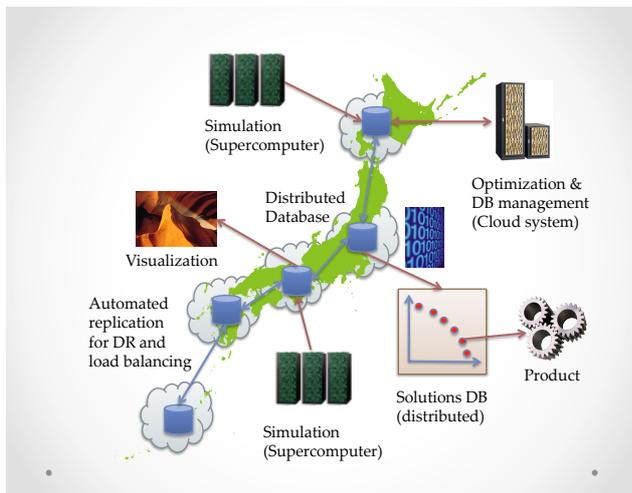 Simulation
(Supercomputer)
Optimization &
DB management
(Cloud system)
Distributed
Database
Visualization
Automated
replication
for DR and
load balancing
Solutions DB
(distributed)
Product
Simulation
(Supercomputer)